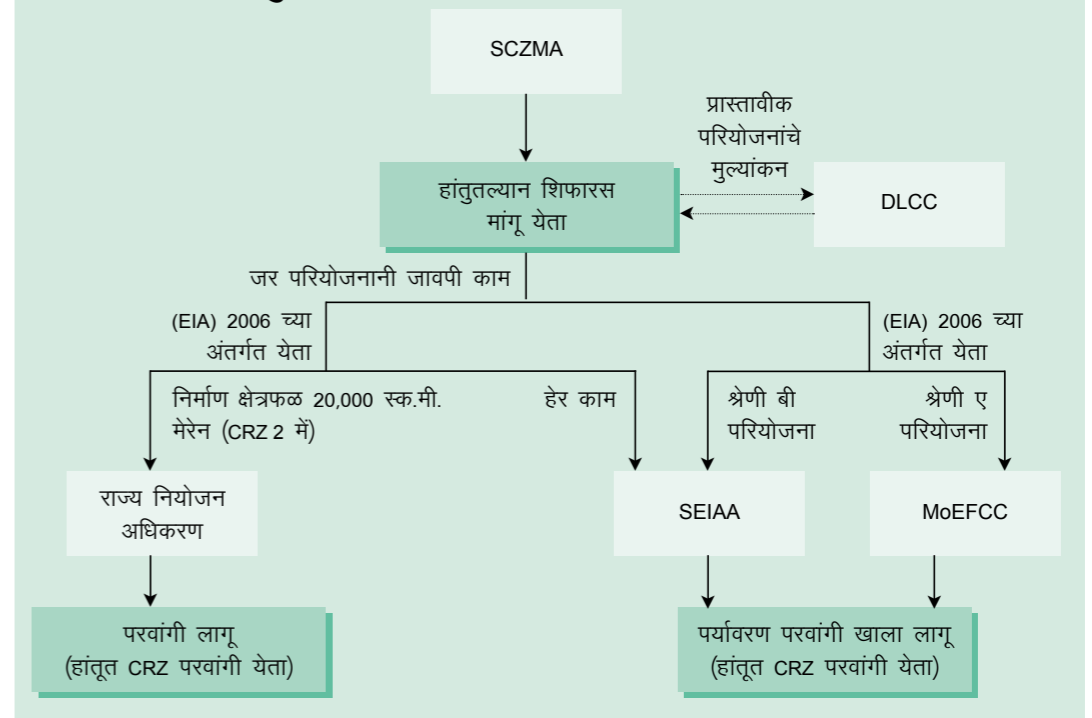 SCZMA
प्रास्तावीक
परियोजनांचे
मुल्यांकन
हांतुतल्यान शिफारस
मांगू येता
DLCC
जर परियोजनानी जावपी काम
(EIA) 2006 च्या
अंतर्गत येता
(EIA) 2006 च्या
अंतर्गत येता
निर्माण क्षेत्रफळ 20,000 स्क.मी.
मेरेन (CRZ 2 में)
हेर काम
श्रेणी बी
परियोजना
श्रेणी ए
परियोजना
राज्य नियोजन
अधिकरण
SEIAA
MoEFCC
परवांगी लागू
(हांतूत CRZ परवांगी येता)
पर्यावरण परवांगी खाला लागू
(हांतूत CRZ परवांगी येता)